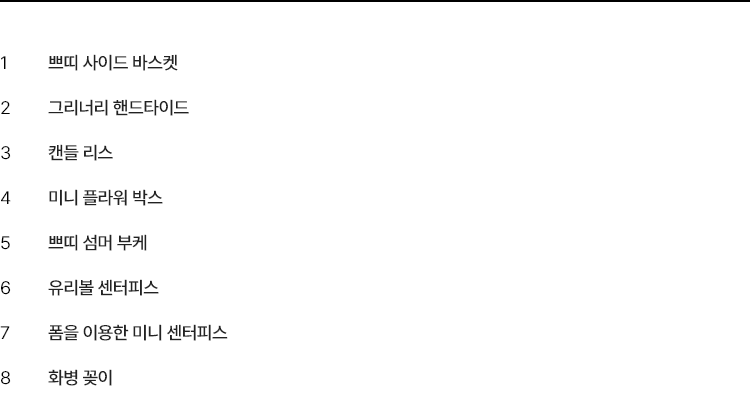 1 쁘띠 사이드 바스켓
2 그리너리 핸드타이드
3 캔들 리스
4 미니 플라워 박스
5 쁘띠 섬머 부케
6 유리볼 센터피스
7 폼을 이용한 미니 센터피스
8 화병 꽂이